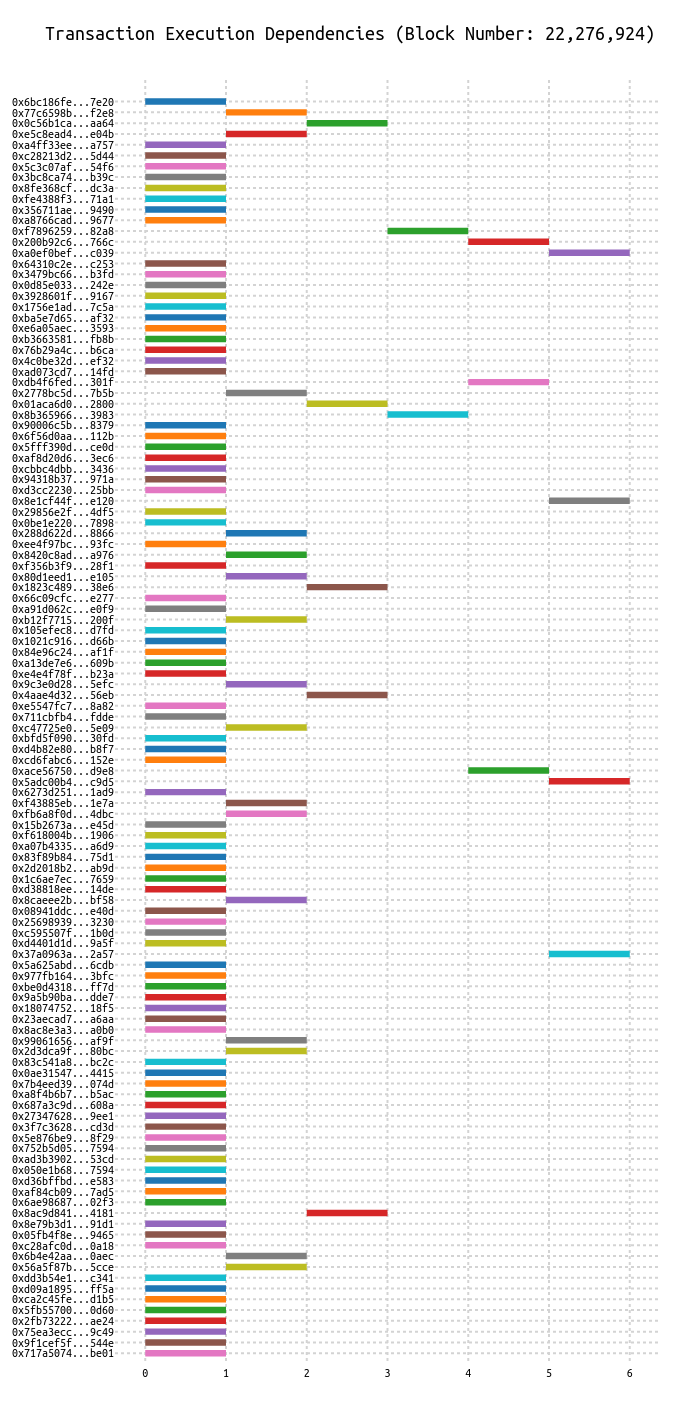 Transaction Execution Dependencies (Block Number: 22,276,924)
0x6bc186fe...7e20
0x77c6598b...f2e8
0x0c56b1ca...aa64
0xe5c8ead4...e04b
0xa4ff33ee...a757
0xc28213d2...5d44
0x5c3c07af...54f6
0x3bc8ca74...b39c
0x8fe368cf...dc3a
0xfe4388f3...71a1
0x356711ae...9490
0xa8766cad...9677
0xf7896259...82a8
0x200b92c6...766c
0xa0ef0bef...c039
0x64310c2e...c253
0x3479bc66...b3fd
0x0d85e033...242e
0x3928601f...9167
0x1756e1ad...7c5a
0xba5e7d65...af32
0xe6a05aec...3593
0xb3663581...fb8b
0x76b29a4c...b6ca
0x4c0be32d...ef32
0xad073cd7...14fd
0xdb4f6fed...301f
0x2778bc5d...7b5b
0x01aca6d0...2800
0x8b365966...3983
0x90006c5b...8379
0x6f56d0aa...112b
0x5fff390d...ce0d
0xaf8d20d6...3ec6
0xcbbc4dbb...3436
0x94318b37...971a
0xd3cc2230...25bb
0x8e1cf44f...e120
0x29856e2f...4df5
0x0be1e220...7898
0x288d622d...8866
0xee4f97bc...93fc
0x8420c8ad...a976
0xf356b3f9...28f1
0x80d1eed1...e105
0x1823c489...38e6
0x66c09cfc...e277
0xa91d062c...e0f9
0xb12f7715...200f
0x105efec8...d7fd
0x1021c916...d66b
0x84e96c24...af1f
0xa13de7e6...609b
0xe4e4f78f...b23a
0x9c3e0d28...5efc
0x4aae4d32...56eb
0xe5547fc7...8a82
0x711cbfb4...fdde
0xc47725e0...5e09
0xbfd5f090...30fd
0xd4b82e80...b8f7
0xcd6fabc6...152e
0xace56750...d9e8
0x5adc00b4...c9d5
0x6273d251...1ad9
0xf43885eb...1e7a
0xfb6a8f0d...4dbc
0x15b2673a...e45d
0xf618004b...1906
0xa07b4335...a6d9
0x83f89b84...75d1
0x2d2018b2...ab9d
0x1c6ae7ec...7659
0xd38818ee...14de
0x8caeee2b...bf58
0x08941ddc...e40d
0x25698939...3230
0xc595507f...1b0d
0xd4401d1d...9a5f
0x37a0963a...2a57
0x5a625abd...6cdb
0x977fb164...3bfc
0xbe0d4318...ff7d
0x9a5b90ba...dde7
0x18074752...18f5
0x23aecad7...a6aa
0x8ac8e3a3...a0b0
0x99061656...af9f
0x2d3dca9f...80bc
0x83c541a8...bc2c
0x0ae31547...4415
0x7b4eed39...074d
0xa8f4b6b7...b5ac
0x687a3c9d...608a
0x27347628...9ee1
0x3f7c3628...cd3d
0x5e876be9...8f29
0x752b5d05...7594
0xad3b3902...53cd
0x050e1b68...7594
0xd36bffbd...e583
0xaf84cb09...7ad5
0x6ae98687...02f3
0x8ac9d841...4181
0x8e79b3d1...91d1
0x05fb4f8e...9465
0xc28afc0d...0a18
0x6b4e42aa...0aec
0x56a5f87b...5cce
0xdd3b54e1...c341
0xd09a1895...ff5a
0xca2c45fe...d1b5
0x5fb55700...0d60
0x2fb73222...ae24
0x75ea3ecc...9c49
0x9f1cef5f...544e
0x717a5074...be01
0 1 2 3 4 5 6